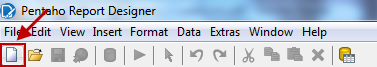 Pentaho Report Designer
File Edit View Insert Format Data Extras Window Help